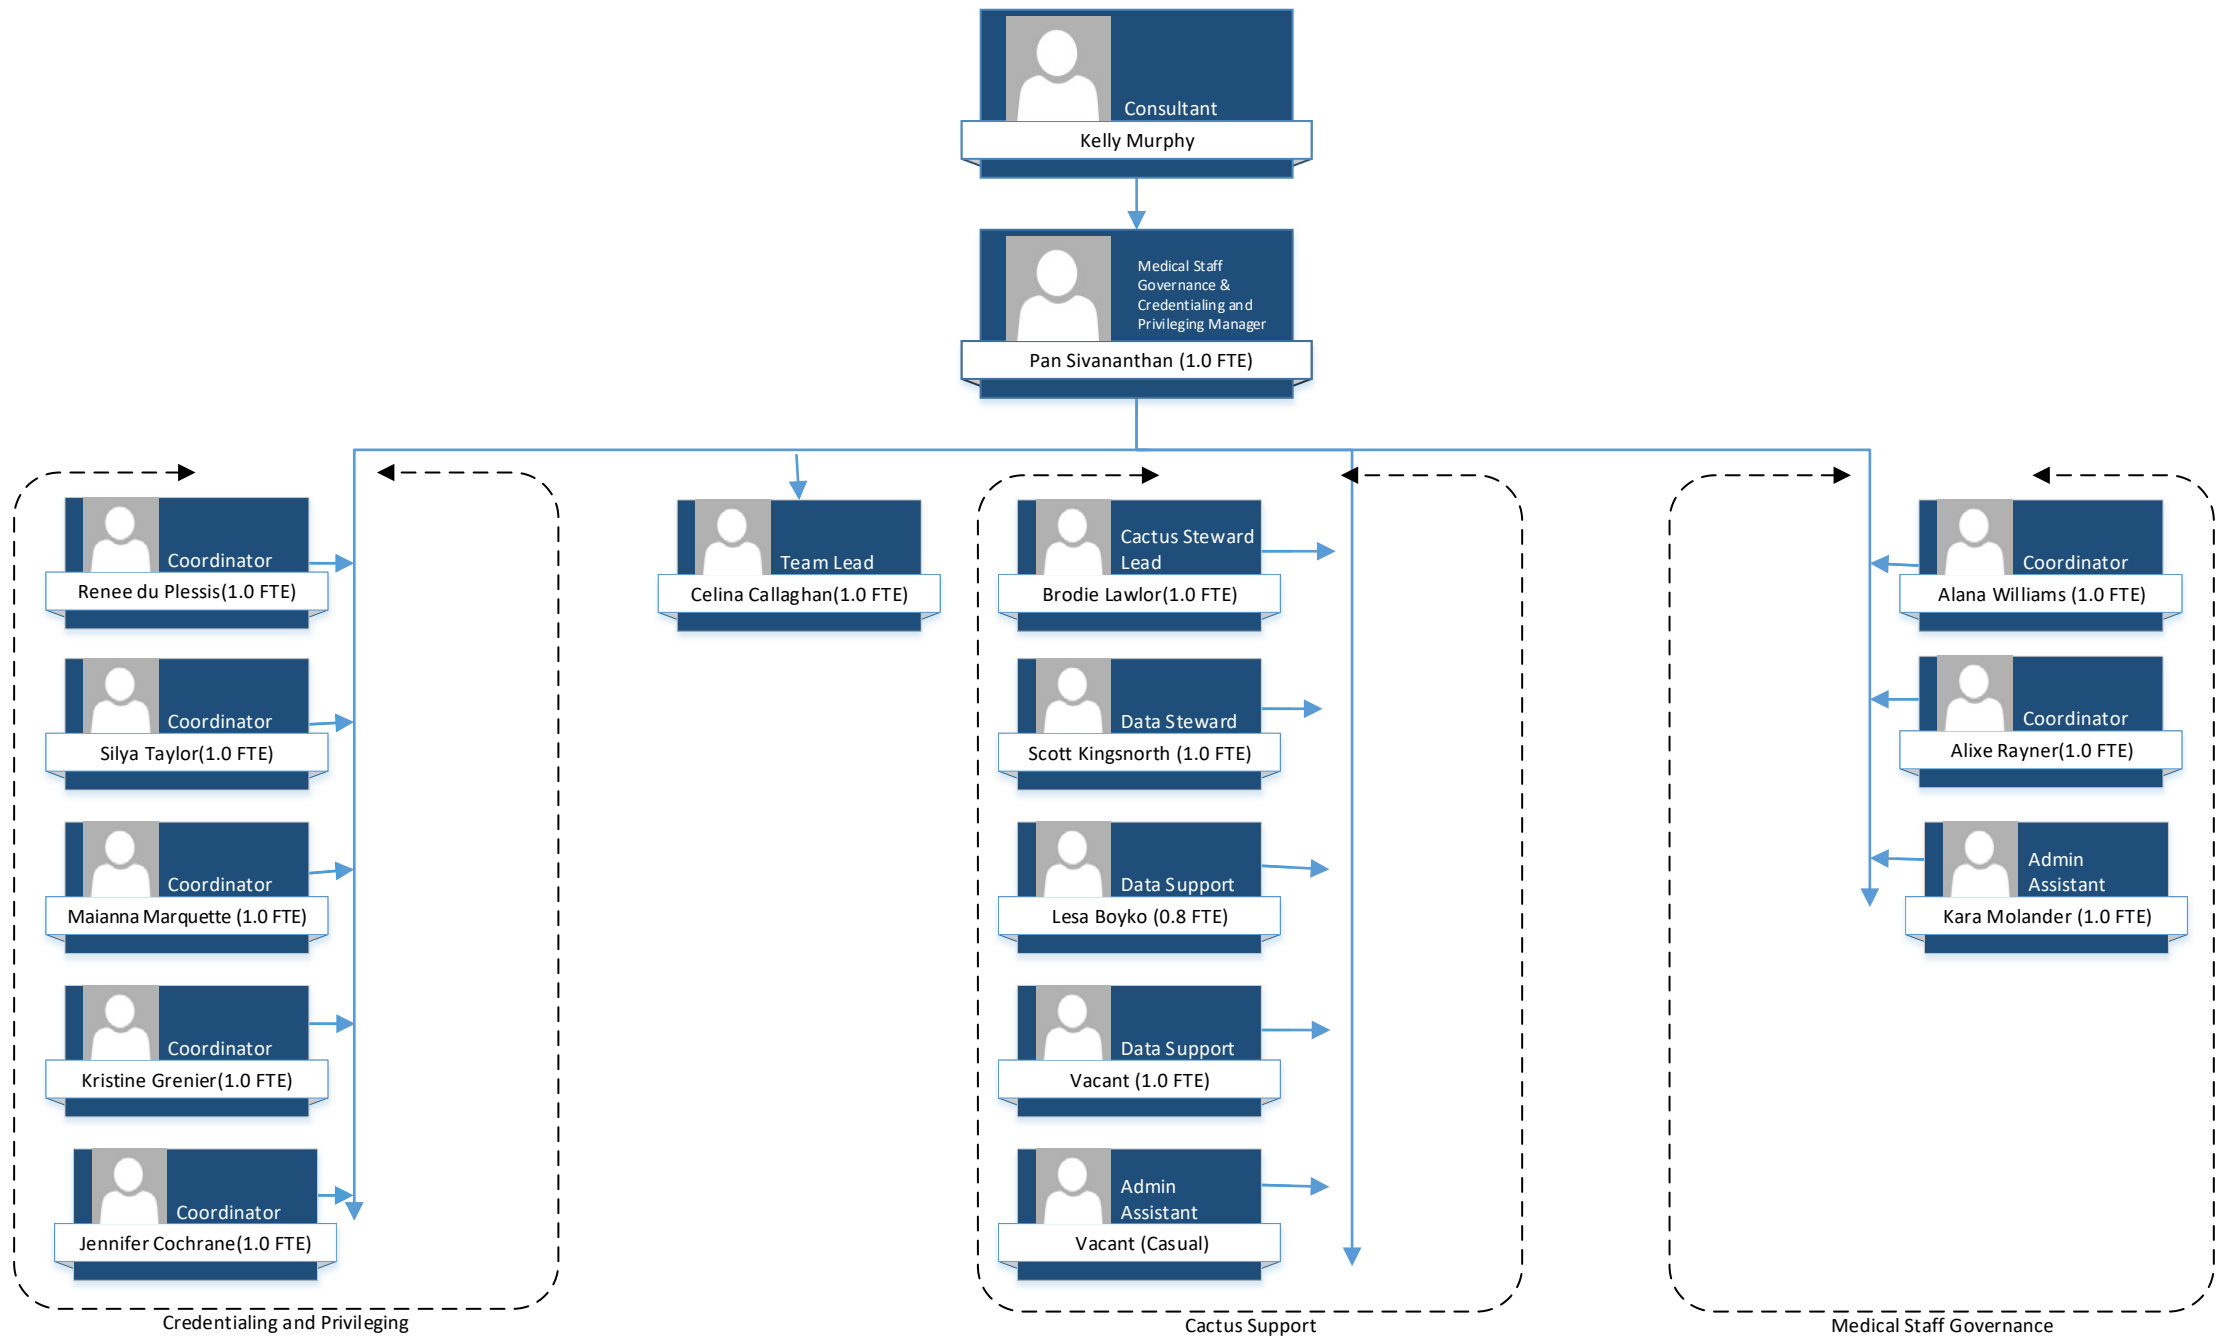 Consultant
Kelly Murphy
Medical Staff
Governance &
Credentialing and
Privileging Manager
Pan Sivananthan (1.0 FTE)
Coordinator
Renee du Plessis(1.0 FTE)
Coordinator
Silya Taylor(1.0 FTE)
Coordinator
Maianna Marquette (1.0 FTE)
Coordinator
Kristine Grenier(1.0 FTE)
Coordinator
Jennifer Cochrane(1.0 FTE)
Credentialing and Privileging
Team Lead
Celina Callaghan(1.0 FTE)
Cactus Steward
Lead
Brodie Lawlor(1.0 FTE)
Data Steward
Scott Kingsnorth (1.0 FTE)
Data Support
Lesa Boyko (0.8 FTE)
Data Support
Vacant (1.0 FTE)
Admin
Assistant
Vacant (Casual)
Cactus Support
Coordinator
Alana Williams (1.0 FTE)
Coordinator
Alixe Rayner(1.0 FTE)
Admin
Assistant
Kara Molander (1.0 FTE)
Medical Staff Governance